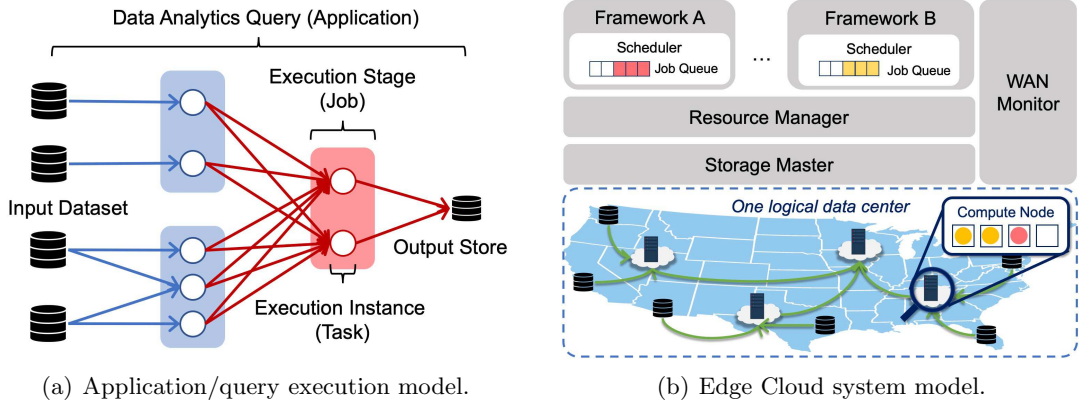 Data Analytics Query (Application)
Execution Stage
(Job)
Input Dataset
Output Store
Execution Instance
(Task)
(a) Application/query execution model.
Framework A
Scheduler
Job Queue
...
Framework B
Scheduler
Job Queue
WAN
Monitor
Resource Manager
Storage Master
One logical data center
Compute Node
(b) Edge Cloud system model.